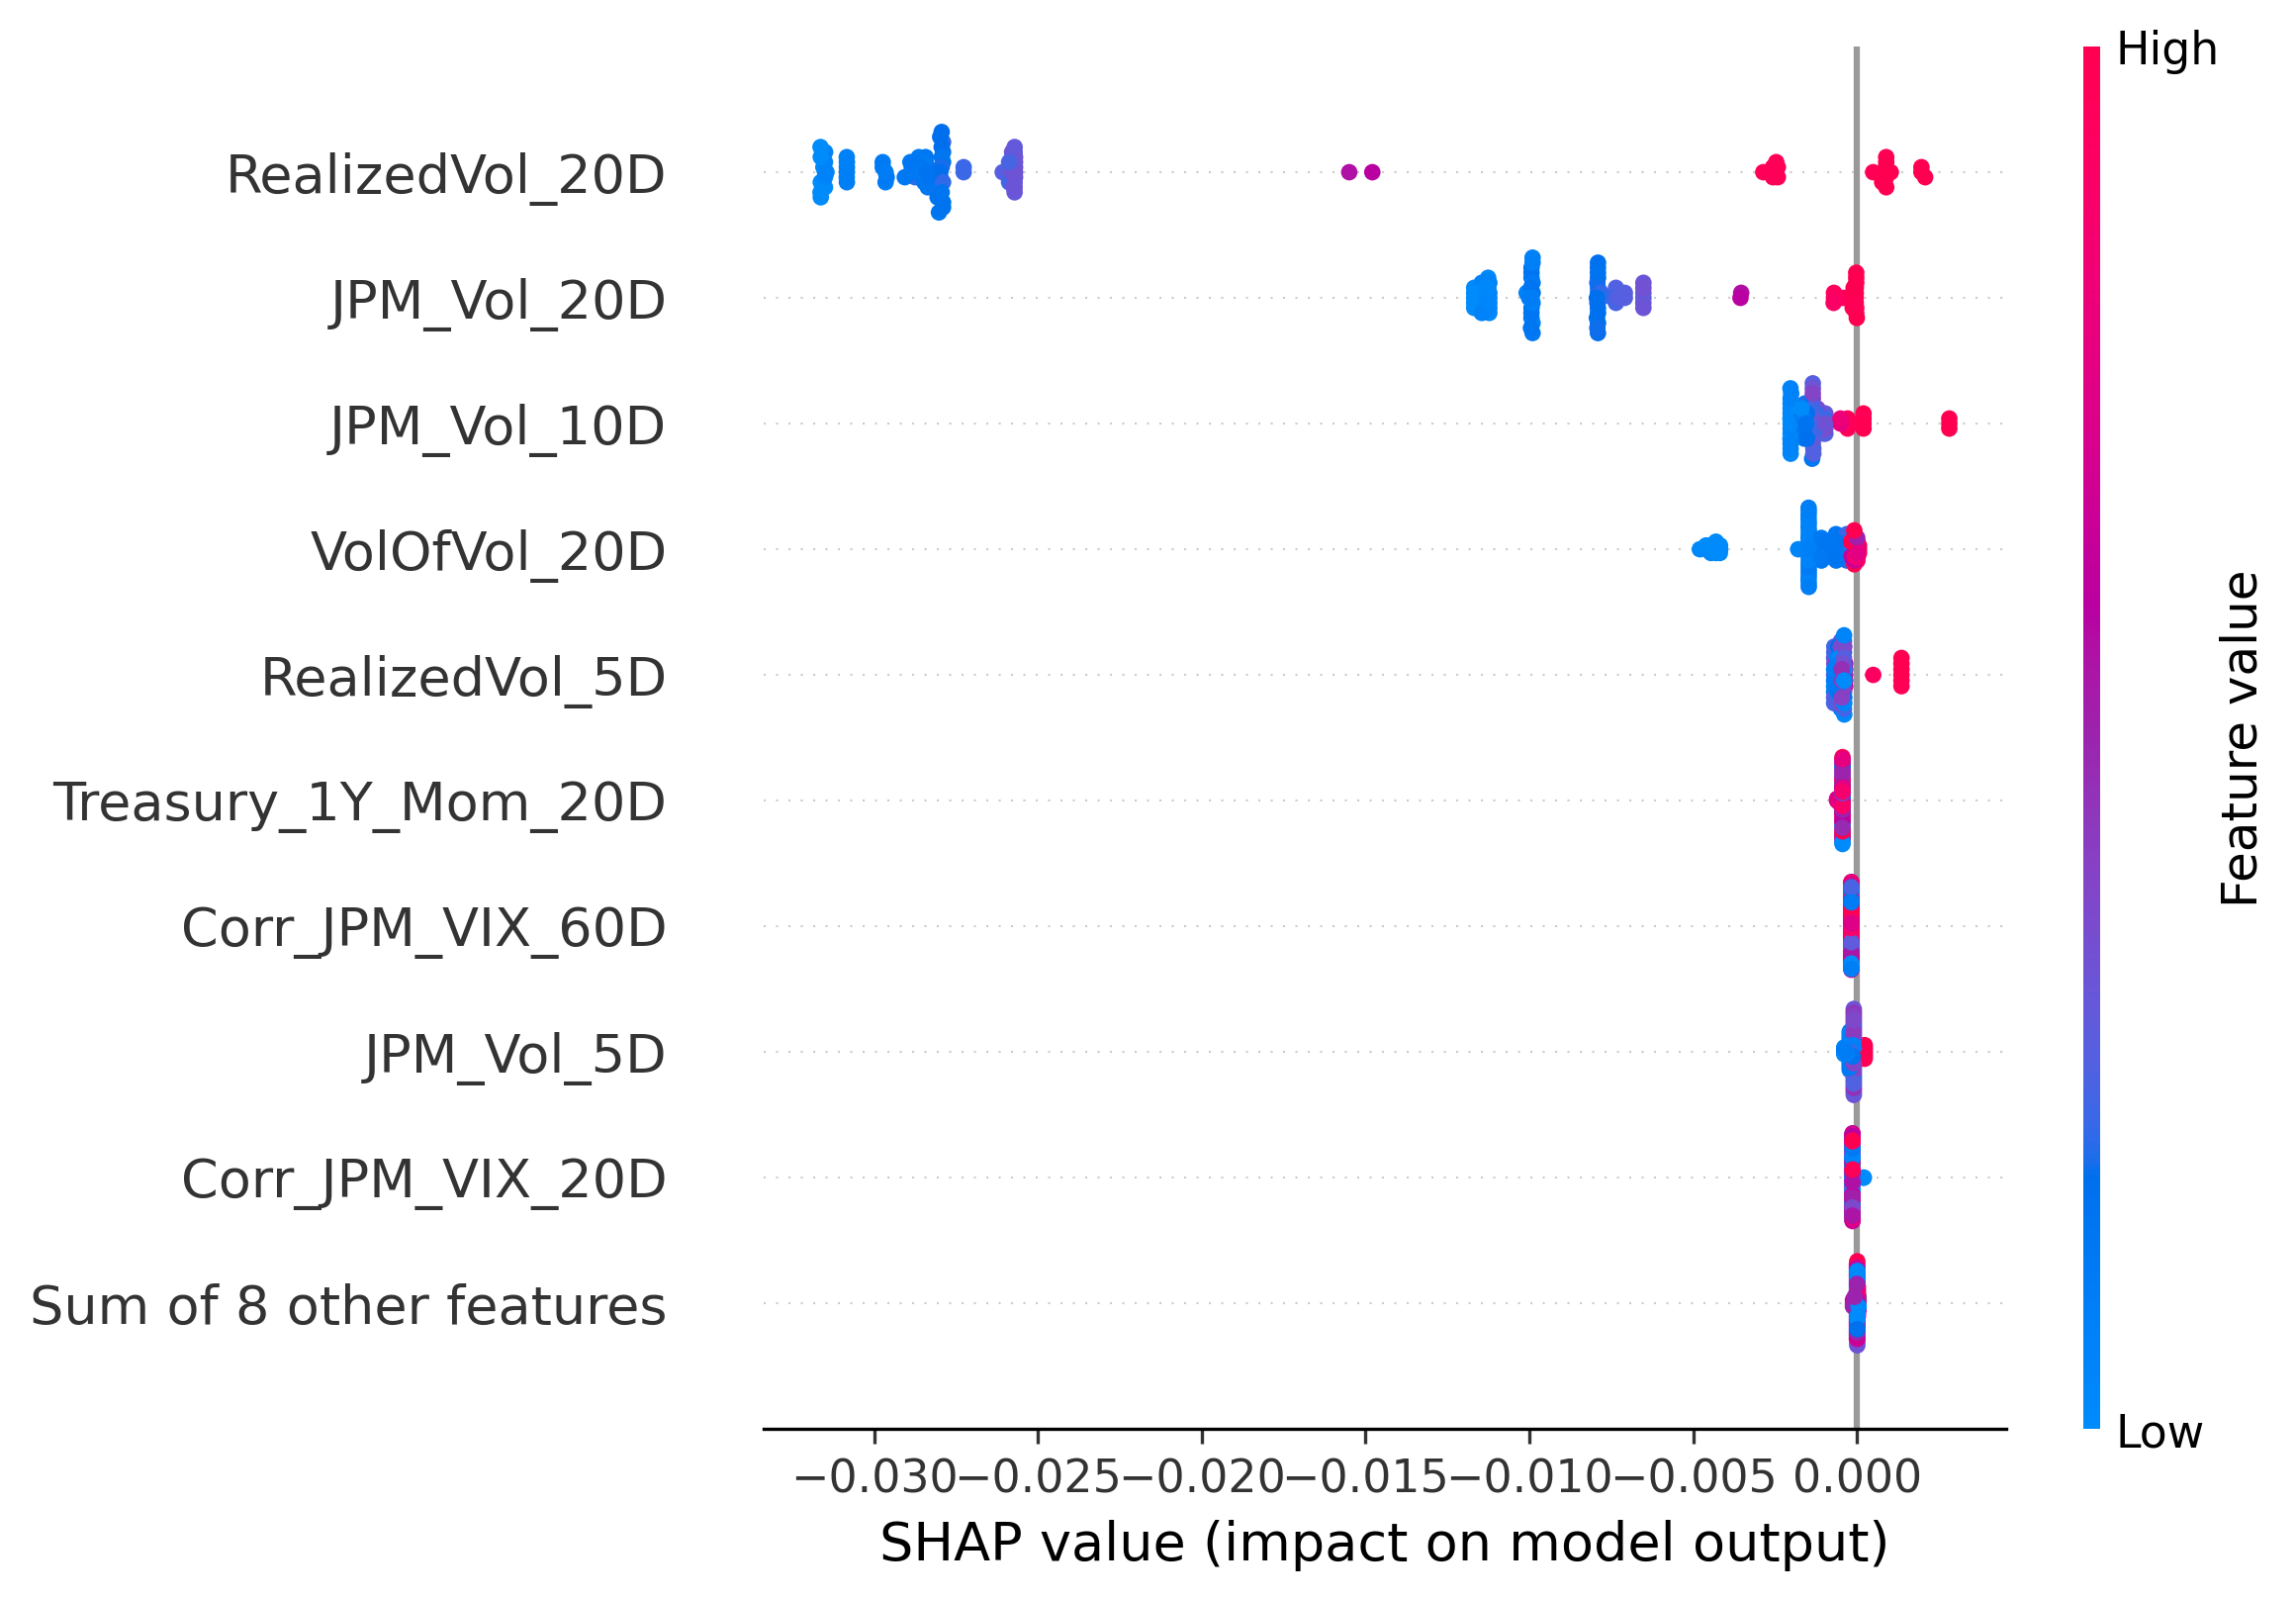 High
RealizedVol_20D
JPM_Vol_20D
JPM_Vol_10D
VolOfVol_20D
RealizedVol_5D
Treasury_1Y_Mom_20D
Corr_JPM_VIX_60D
JPM_Vol_5D
Corr_JPM_VIX_20D
Sum of 8 other features
Feature value
Low
−0.030 −0.025 −0.020 −0.015 −0.010 −0.005 0.000
SHAP value (impact on model output)